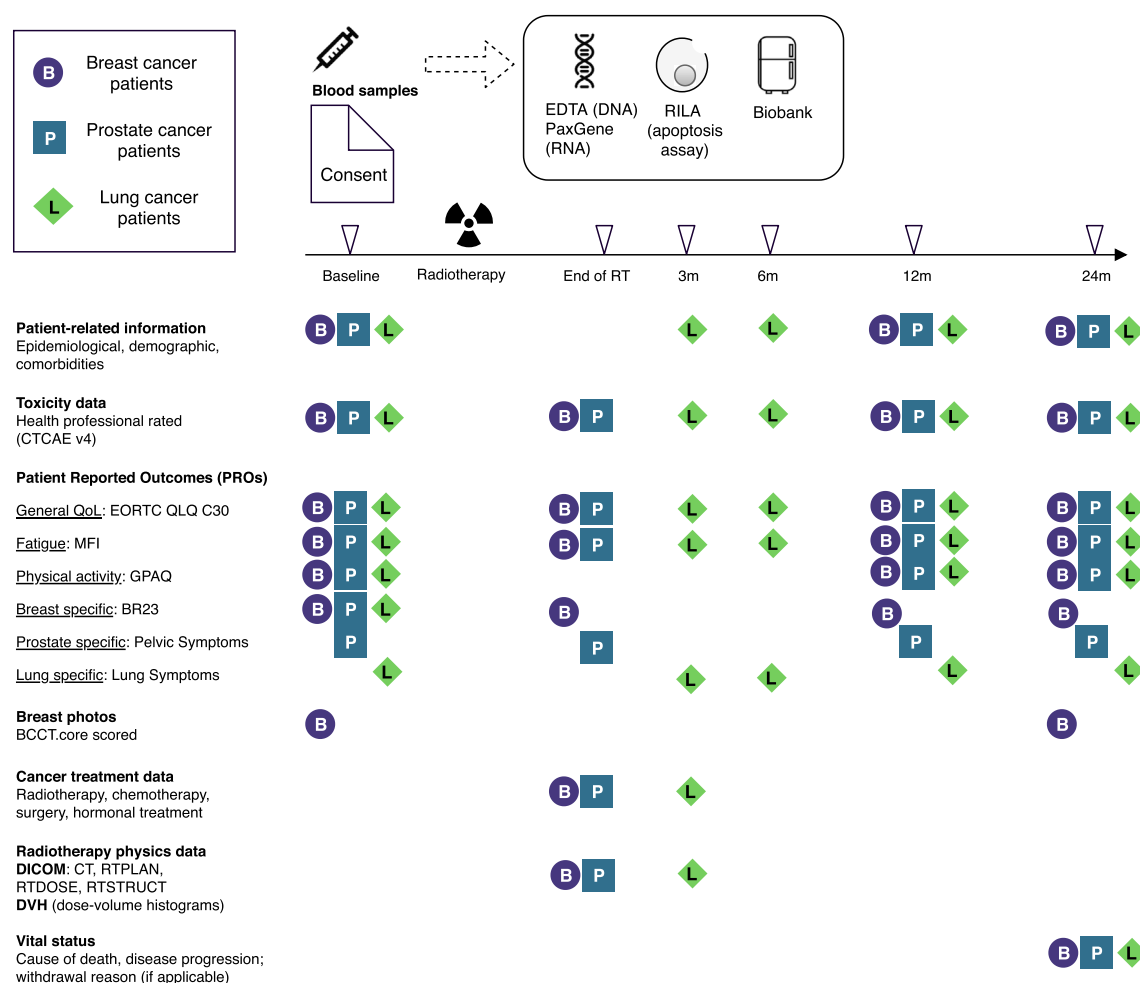 B Breast cancer
patients
P Prostate cancer
patients
L Lung cancer
patients
Blood samples
Consent
EDTA (DNA)
PaxGene
(RNA)
RILA
(apoptosis
assay)
Biobank
Baseline Radiotherapy End of RT 3m 6m 12m 24m
Patient-related information
Epidemiological, demographic,
comorbidities
B P L L L B P L B P L
Toxicity data
Health professional rated
(CTCAE v4)
B P L B P L L B P L B P L
Patient Reported Outcomes (PROs)
General QoL: EORTC QLQ C30 B P L B P L L B P L B P L
Fatigue: MFI B P L B P L L B P L B P L
Physical activity: GPAQ B P L B P L B P L
Breast specific: BR23 B P L B B B
Prostate specific: Pelvic Symptoms P P P P
Lung specific: Lung Symptoms L L L L L
Breast photos
BCCT.core scored
B B
Cancer treatment data
Radiotherapy, chemotherapy,
surgery, hormonal treatment
B P L
Radiotherapy physics data
DICOM: CT, RTPLAN,
RTDOSE, RTSTRUCT
DVH (dose-volume histograms)
B P L
Vital status
Cause of death, disease progression;
withdrawal reason (if applicable)
B P L